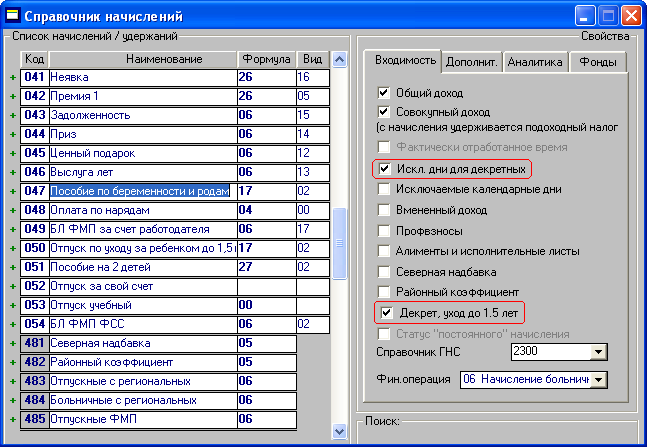 Справочник начислений
Список начислений / удержаний
Код Наименование Формула Вид
041 Неявка 26 16
042 Премия 1 26 05
043 Задолженность 06 15
044 Приз 06 14
045 Ценный подарок 06 12
046 Выслуга лет 06 13
047 Пособие по беременности и родам 17 02
048 Оплата по нарядам 04 00
049 БЛ ФМП за счет работодателя 06 17
050 Отпуск по уходу за ребенком до 1,5 17 02
051 Пособие на 2 детей 27 02
052 Отпуск за свой счет
053 Отпуск учебный 00
054 БЛ ФМП ФСС 06 02
481 Северная надбавка 05
482 Районный коэффициент 05
483 Отпускные с региональных 06
484 Больничные с региональных 06
485 Отпускные ФМП 06
Свойства
Входимость Дополнит. Аналитика Фонды
Общий доход
Совокупный доход
(с начисления удерживается подоходный налог
Фактически отработанное время
Искл. дни для декретных
Исключаемые календарные дни
Вмененный доход
Профвзносы
Алименты и исполнительные листы
Северная надбавка
Районный коэффициент
Декрет, уход до 1.5 лет
Статус "постоянного" начисления
Справочник ГНС 2300
Фин.операция 06 Начисление больничн
Поиск: